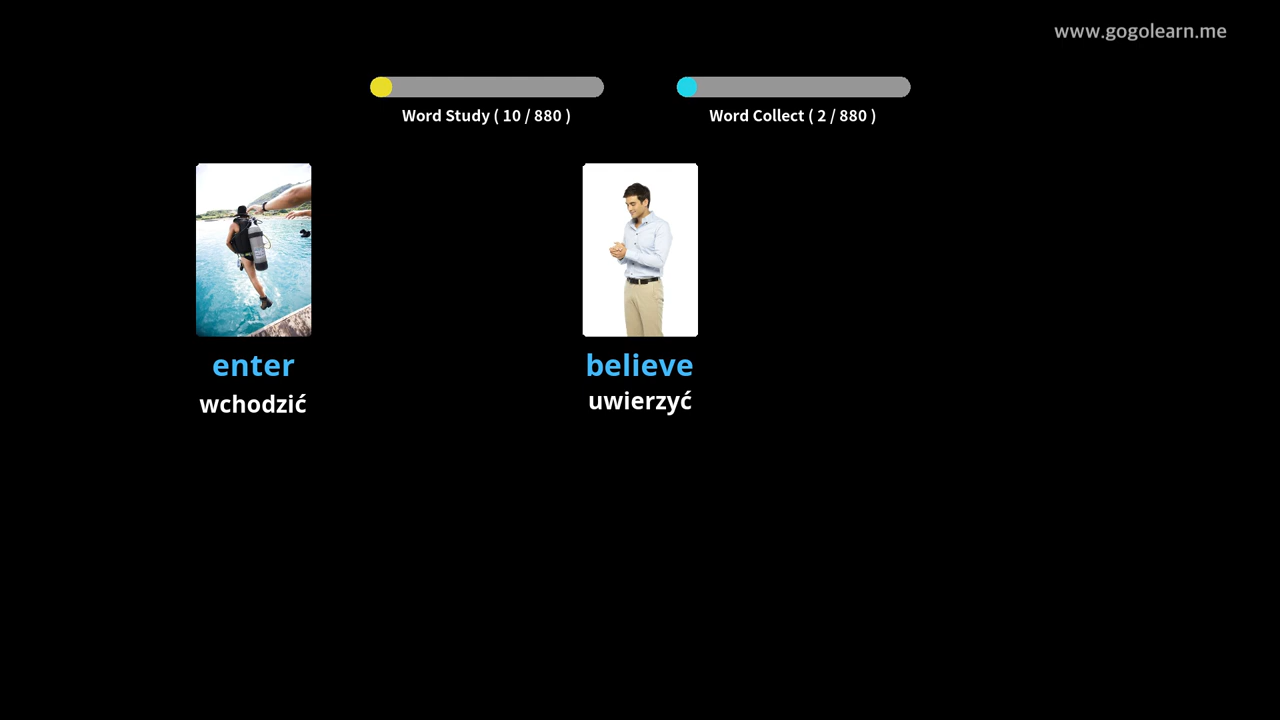 www.gogolearn.me
Word Study ( 10 / 880 )
Word Collect ( 2 / 880 )
enter
wchodzić
believe
uwierzyć